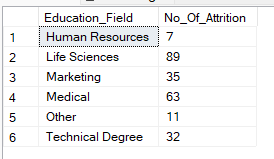 Education_Field No_Of_Attrition
1 Human Resources 7
2 Life Sciences 89
3 Marketing 35
4 Medical 63
5 Other 11
6 Technical Degree 32